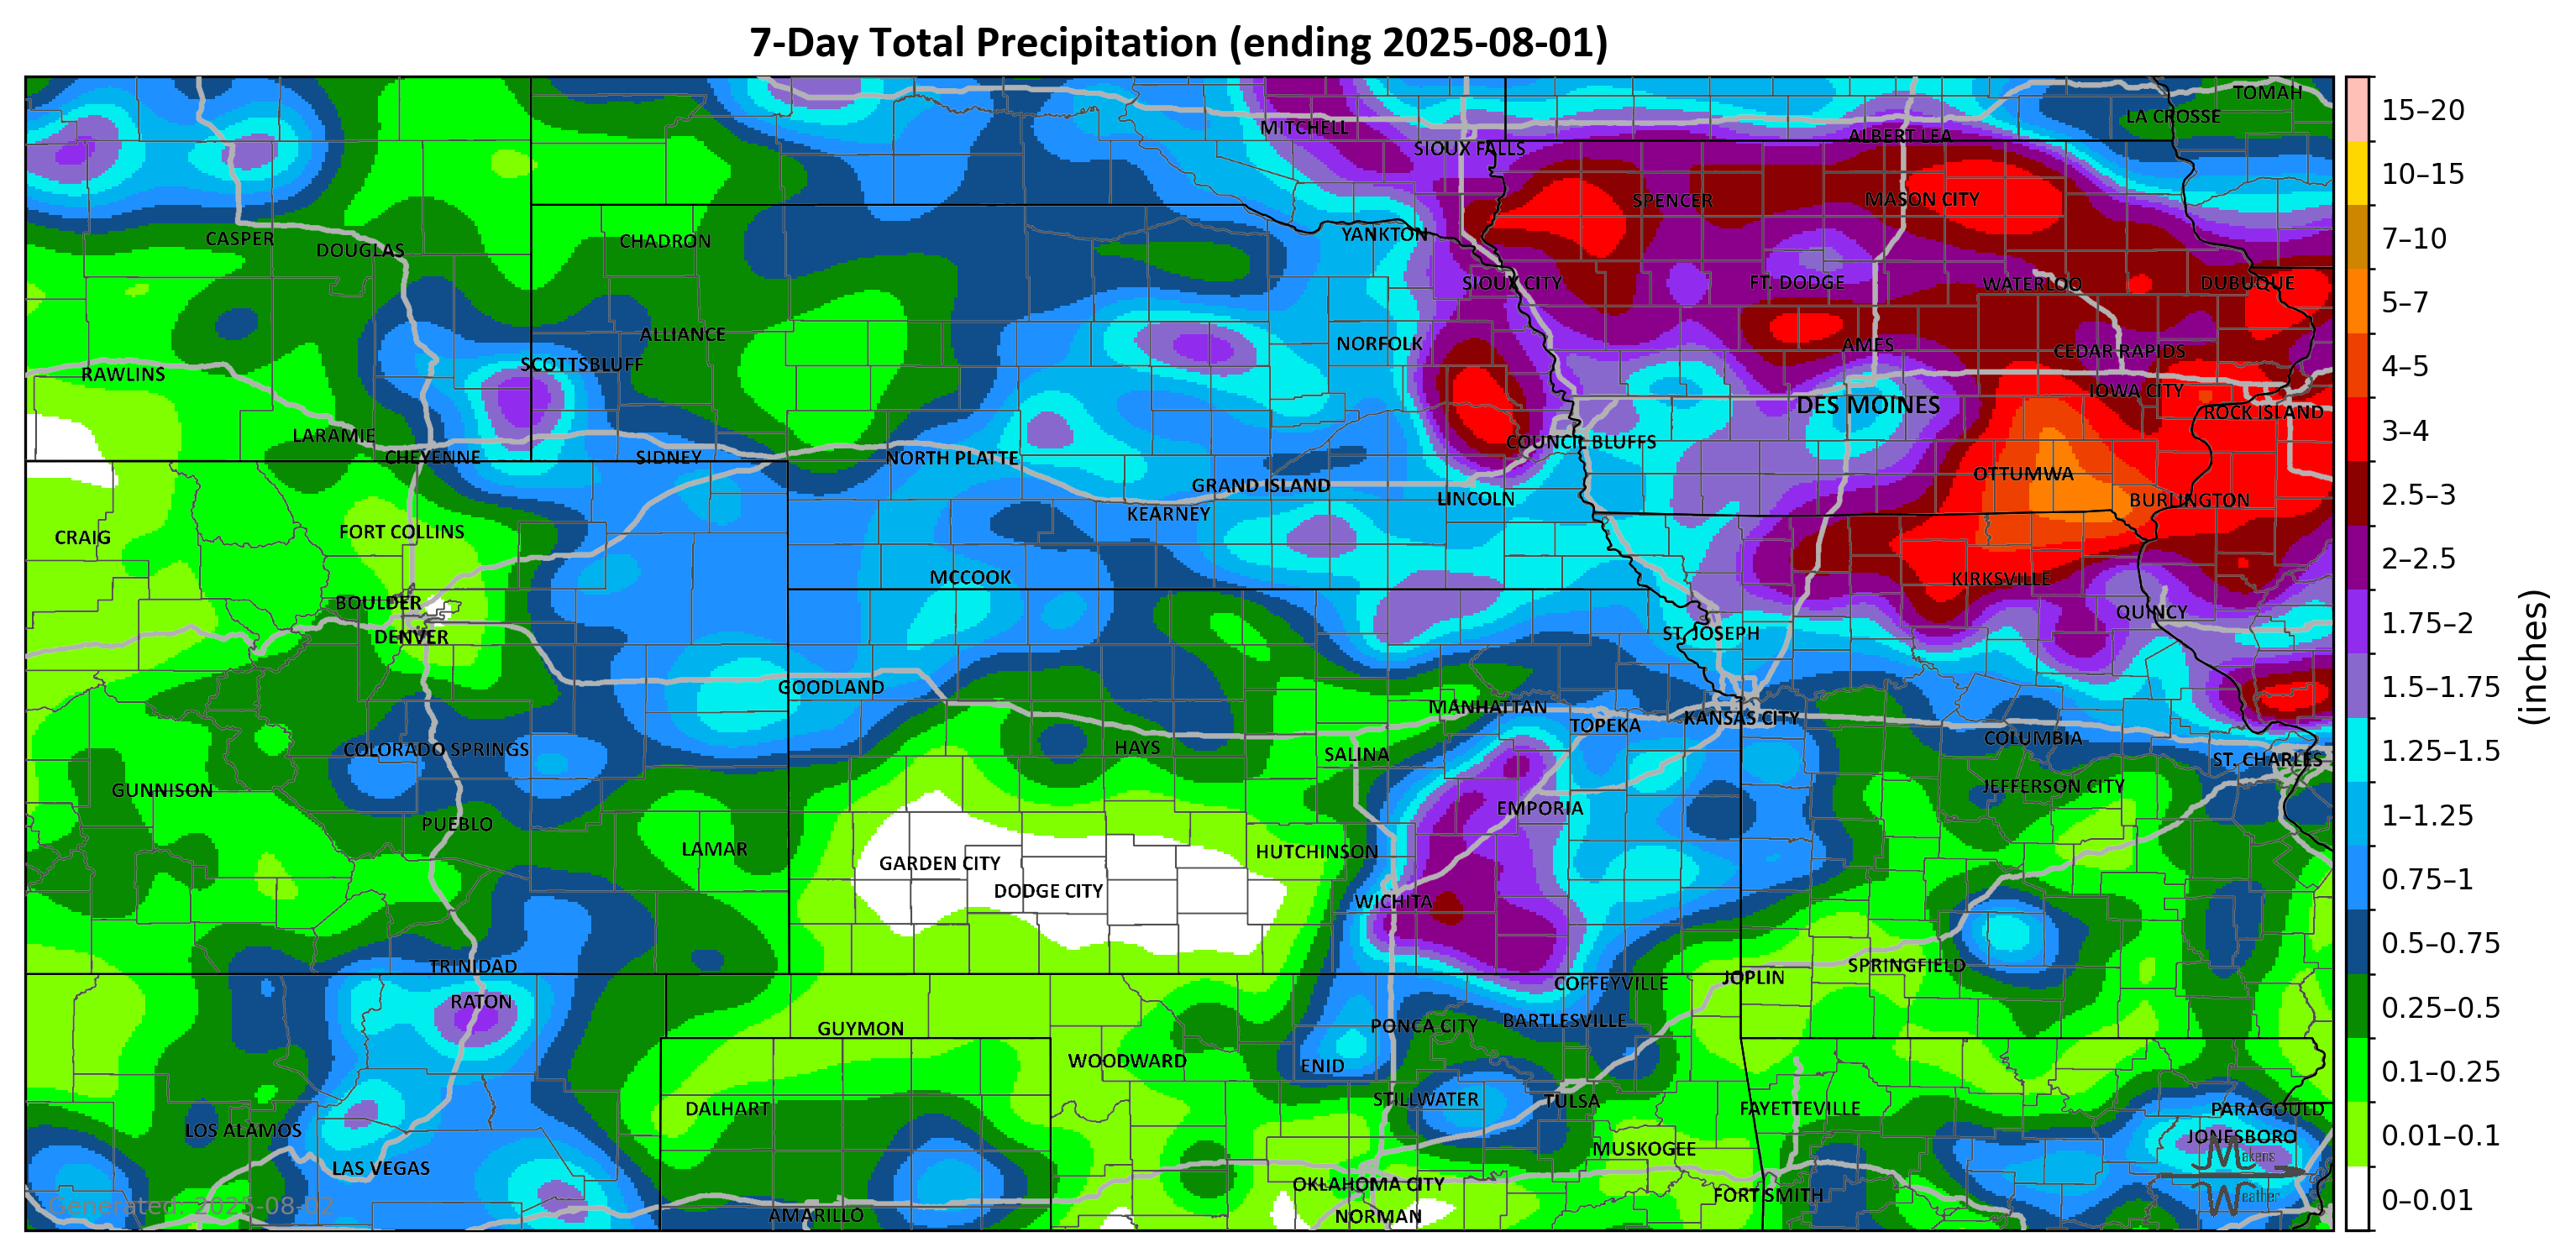 7-Day Total Precipitation (ending 2025-08-01)
TOMAH
LA CROSSE
MITCHELL
ALBERT LEA
SIOUX FALLS
SPENCER
MASON CITY
CASPER
DOUGLAS
CHADRON
YANKTON
SIOUX CITY
FT. DODGE
WATERLOO
DUBUQUE
ALLIANCE
NORFOLK
AMES
CEDAR RAPIDS
SCOTTSBLUFF
RAWLINS
IOWA CITY
DES MOINES
ROCK ISLAND
LARAMIE
COUNCIL BLUFFS
CHEYENNE
SIDNEY
NORTH PLATTE
OTTUMWA
GRAND ISLAND
LINCOLN
BURLINGTON
KEARNEY
CRAIG
FORT COLLINS
MCCOOK
KIRKSVILLE
BOULDER
QUINCY
DENVER
ST. JOSEPH
GOODLAND
MANHATTAN
TOPEKA
KANSAS CITY
COLUMBIA
COLORADO SPRINGS
HAYS
SALINA
ST. CHARLES
GUNNISON
JEFFERSON CITY
EMPORIA
PUEBLO
LAMAR
HUTCHINSON
GARDEN CITY
DODGE CITY
WICHITA
TRINIDAD
SPRINGFIELD
JOPLIN
COFFEYVILLE
RATON
GUYMON
PONCA CITY
BARTLESVILLE
WOODWARD
ENID
STILLWATER
TULSA
DALHART
FAYETTEVILLE
PARAGOULD
LOS ALAMOS
JONESBORO
MUSKOGEE
LAS VEGAS
OKLAHOMA CITY
FORT SMITH
AMARILLO
NORMAN
Generated: 2025-08-02
Makens
Weather
15–20
10–15
7–10
5–7
4–5
3–4
2.5–3
2–2.5
1.75–2
1.5–1.75
1.25–1.5
1–1.25
0.75–1
0.5–0.75
0.25–0.5
0.1–0.25
0.01–0.1
0–0.01
(inches)